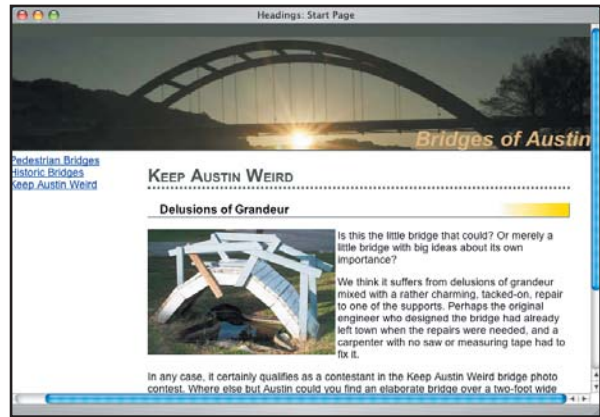 Headings: Start Page
Bridges of Austin
Pedestrian Bridges
Historic Bridges
Keep Austin Weird
KEEP AUSTIN WEIRD
Delusions of Grandeur
Is this the little bridge that could? Or merely a
little bridge with big ideas about its own
importance?
We think it suffers from delusions of grandeur
mixed with a rather charming, tacked-on, repair
to one of the supports. Perhaps the original
engineer who designed the bridge had already
left town when the repairs were needed, and a
carpenter with no saw or measuring tape had to
fix it.
In any case, it certainly qualifies as a contestant in the Keep Austin Weird bridge photo
contest. Where else but Austin could you find an elaborate bridge over a two-foot wide